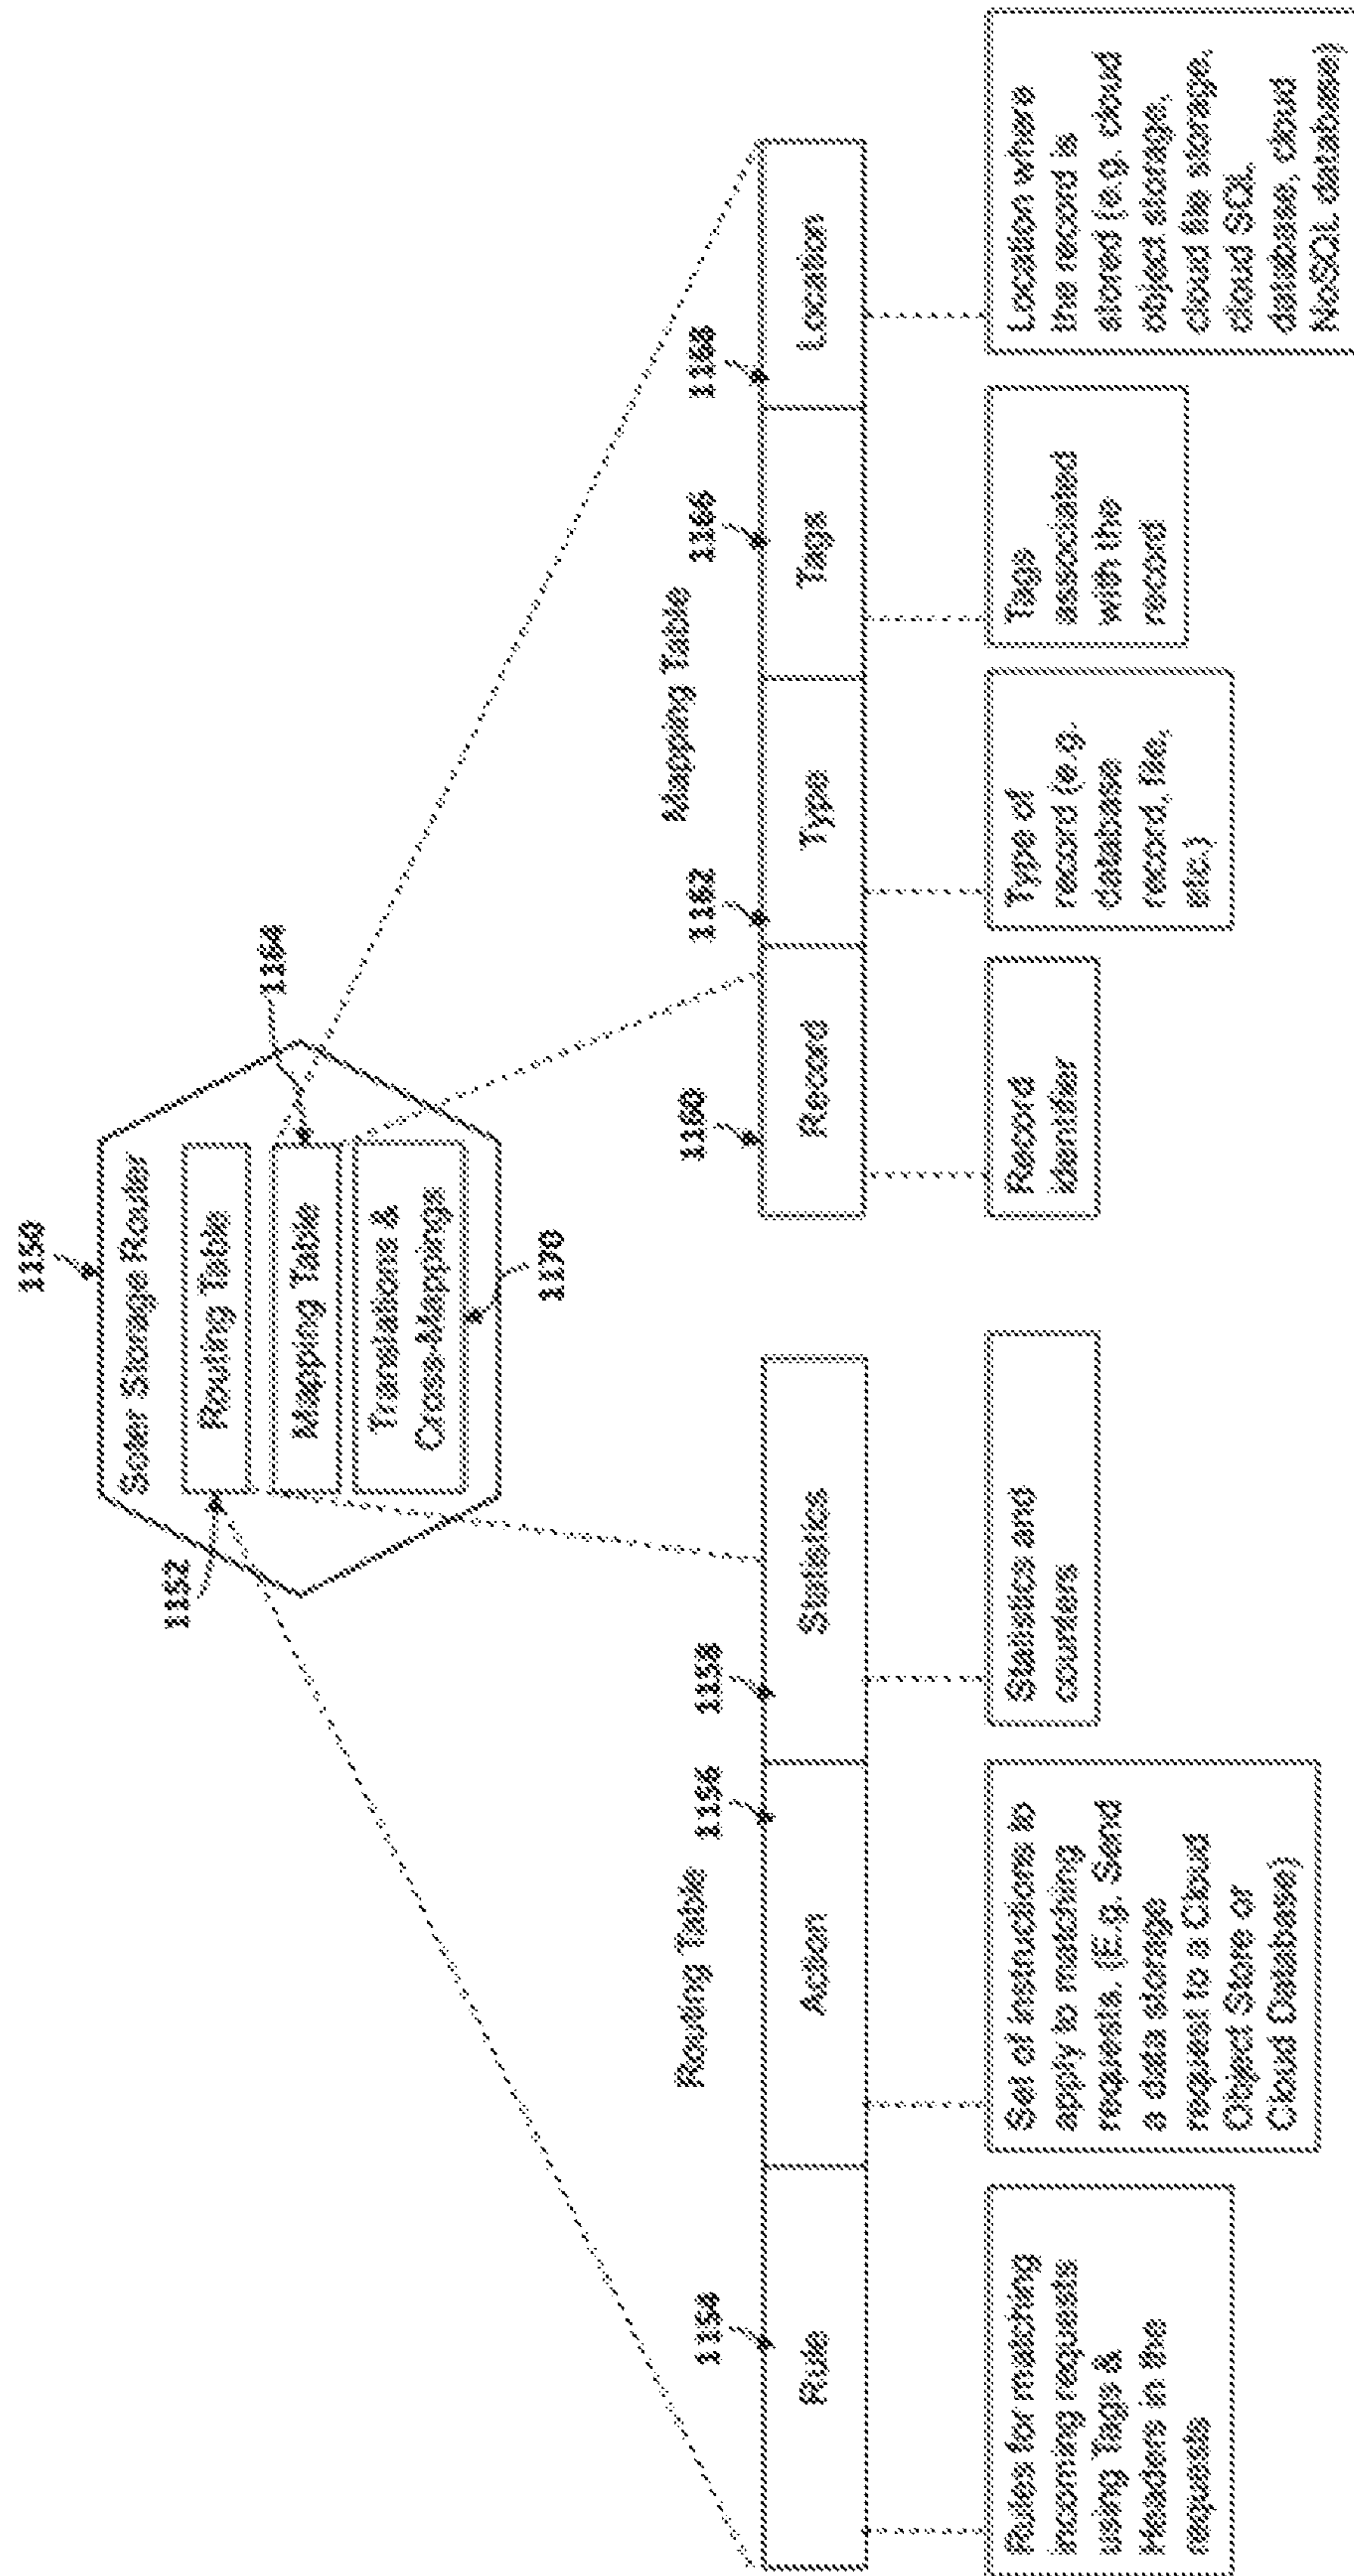 1150
Soter Storage Router
1152
Routing Table
1164
Mapping Table
Translations &
Cross-Mappings
1170
Routing Table
1154
1156
1158
Rule
Action
Statistics
Rules for matching
incoming requests
using Tags &
Headers in the
requests
Set of instructions to
apply to matching
requests. (E.g. Send
a data storage
request to a Cloud
Object Store or
Cloud Database)
Statistics and
counters
Mapping Table
1160
1162
1166
1168
Record
Type
Tags
Location
Record
identifier
Type of
record (e.g.
database
record, file,
etc.)
Tags
associated
with the
record
Location where
the record is
stored (e.g. cloud
object storage,
cloud file storage,
cloud SQL
database, cloud
NoSQL database)